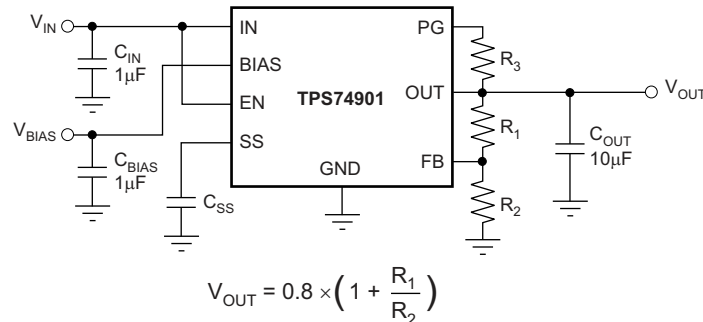 V_IN
IN
PG
C_IN
1μF
BIAS
R_3
EN
TPS74901
OUT
V_OUT
V_BIAS
R_1
C_OUT
10μF
SS
FB
C_BIAS
1μF
GND
C_SS
R_2
V_OUT = 0.8 × (1 + R_1 / R_2)